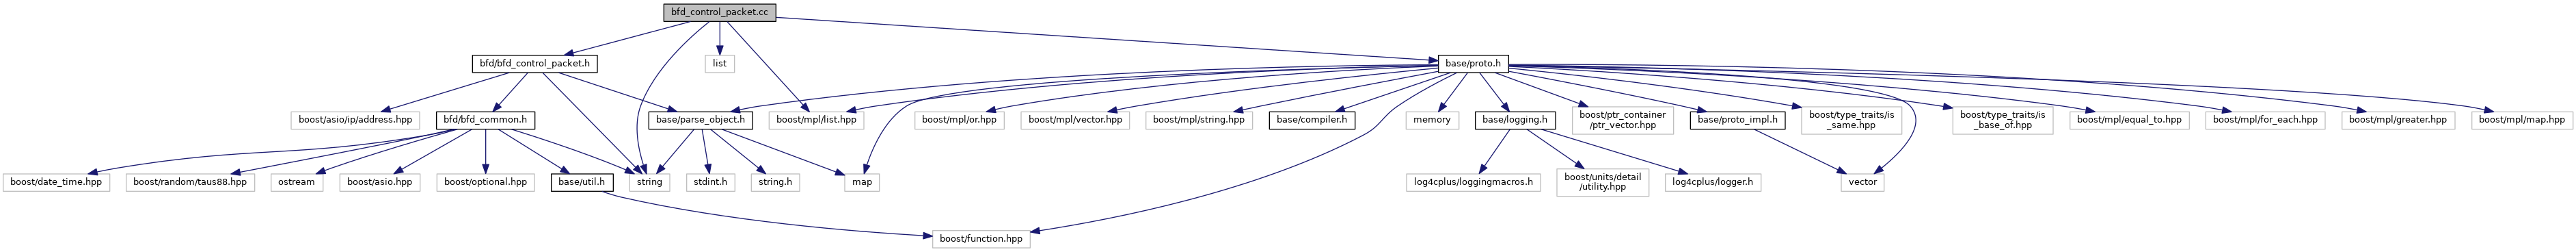 bfd_control_packet.cc
bfd/bfd_control_packet.h
list
base/proto.h
boost/asio/ip/address.hpp
bfd/bfd_common.h
base/parse_object.h
boost/mpl/list.hpp
boost/mpl/or.hpp
boost/mpl/vector.hpp
boost/mpl/string.hpp
base/compiler.h
memory
base/logging.h
boost/ptr_container
/ptr_vector.hpp
base/proto_impl.h
boost/type_traits/is
_same.hpp
boost/type_traits/is
_base_of.hpp
boost/mpl/equal_to.hpp
boost/mpl/for_each.hpp
boost/mpl/greater.hpp
boost/mpl/map.hpp
boost/date_time.hpp
boost/random/taus88.hpp
ostream
boost/asio.hpp
boost/optional.hpp
base/util.h
string
stdint.h
string.h
map
log4cplus/loggingmacros.h
boost/units/detail
/utility.hpp
log4cplus/logger.h
vector
boost/function.hpp